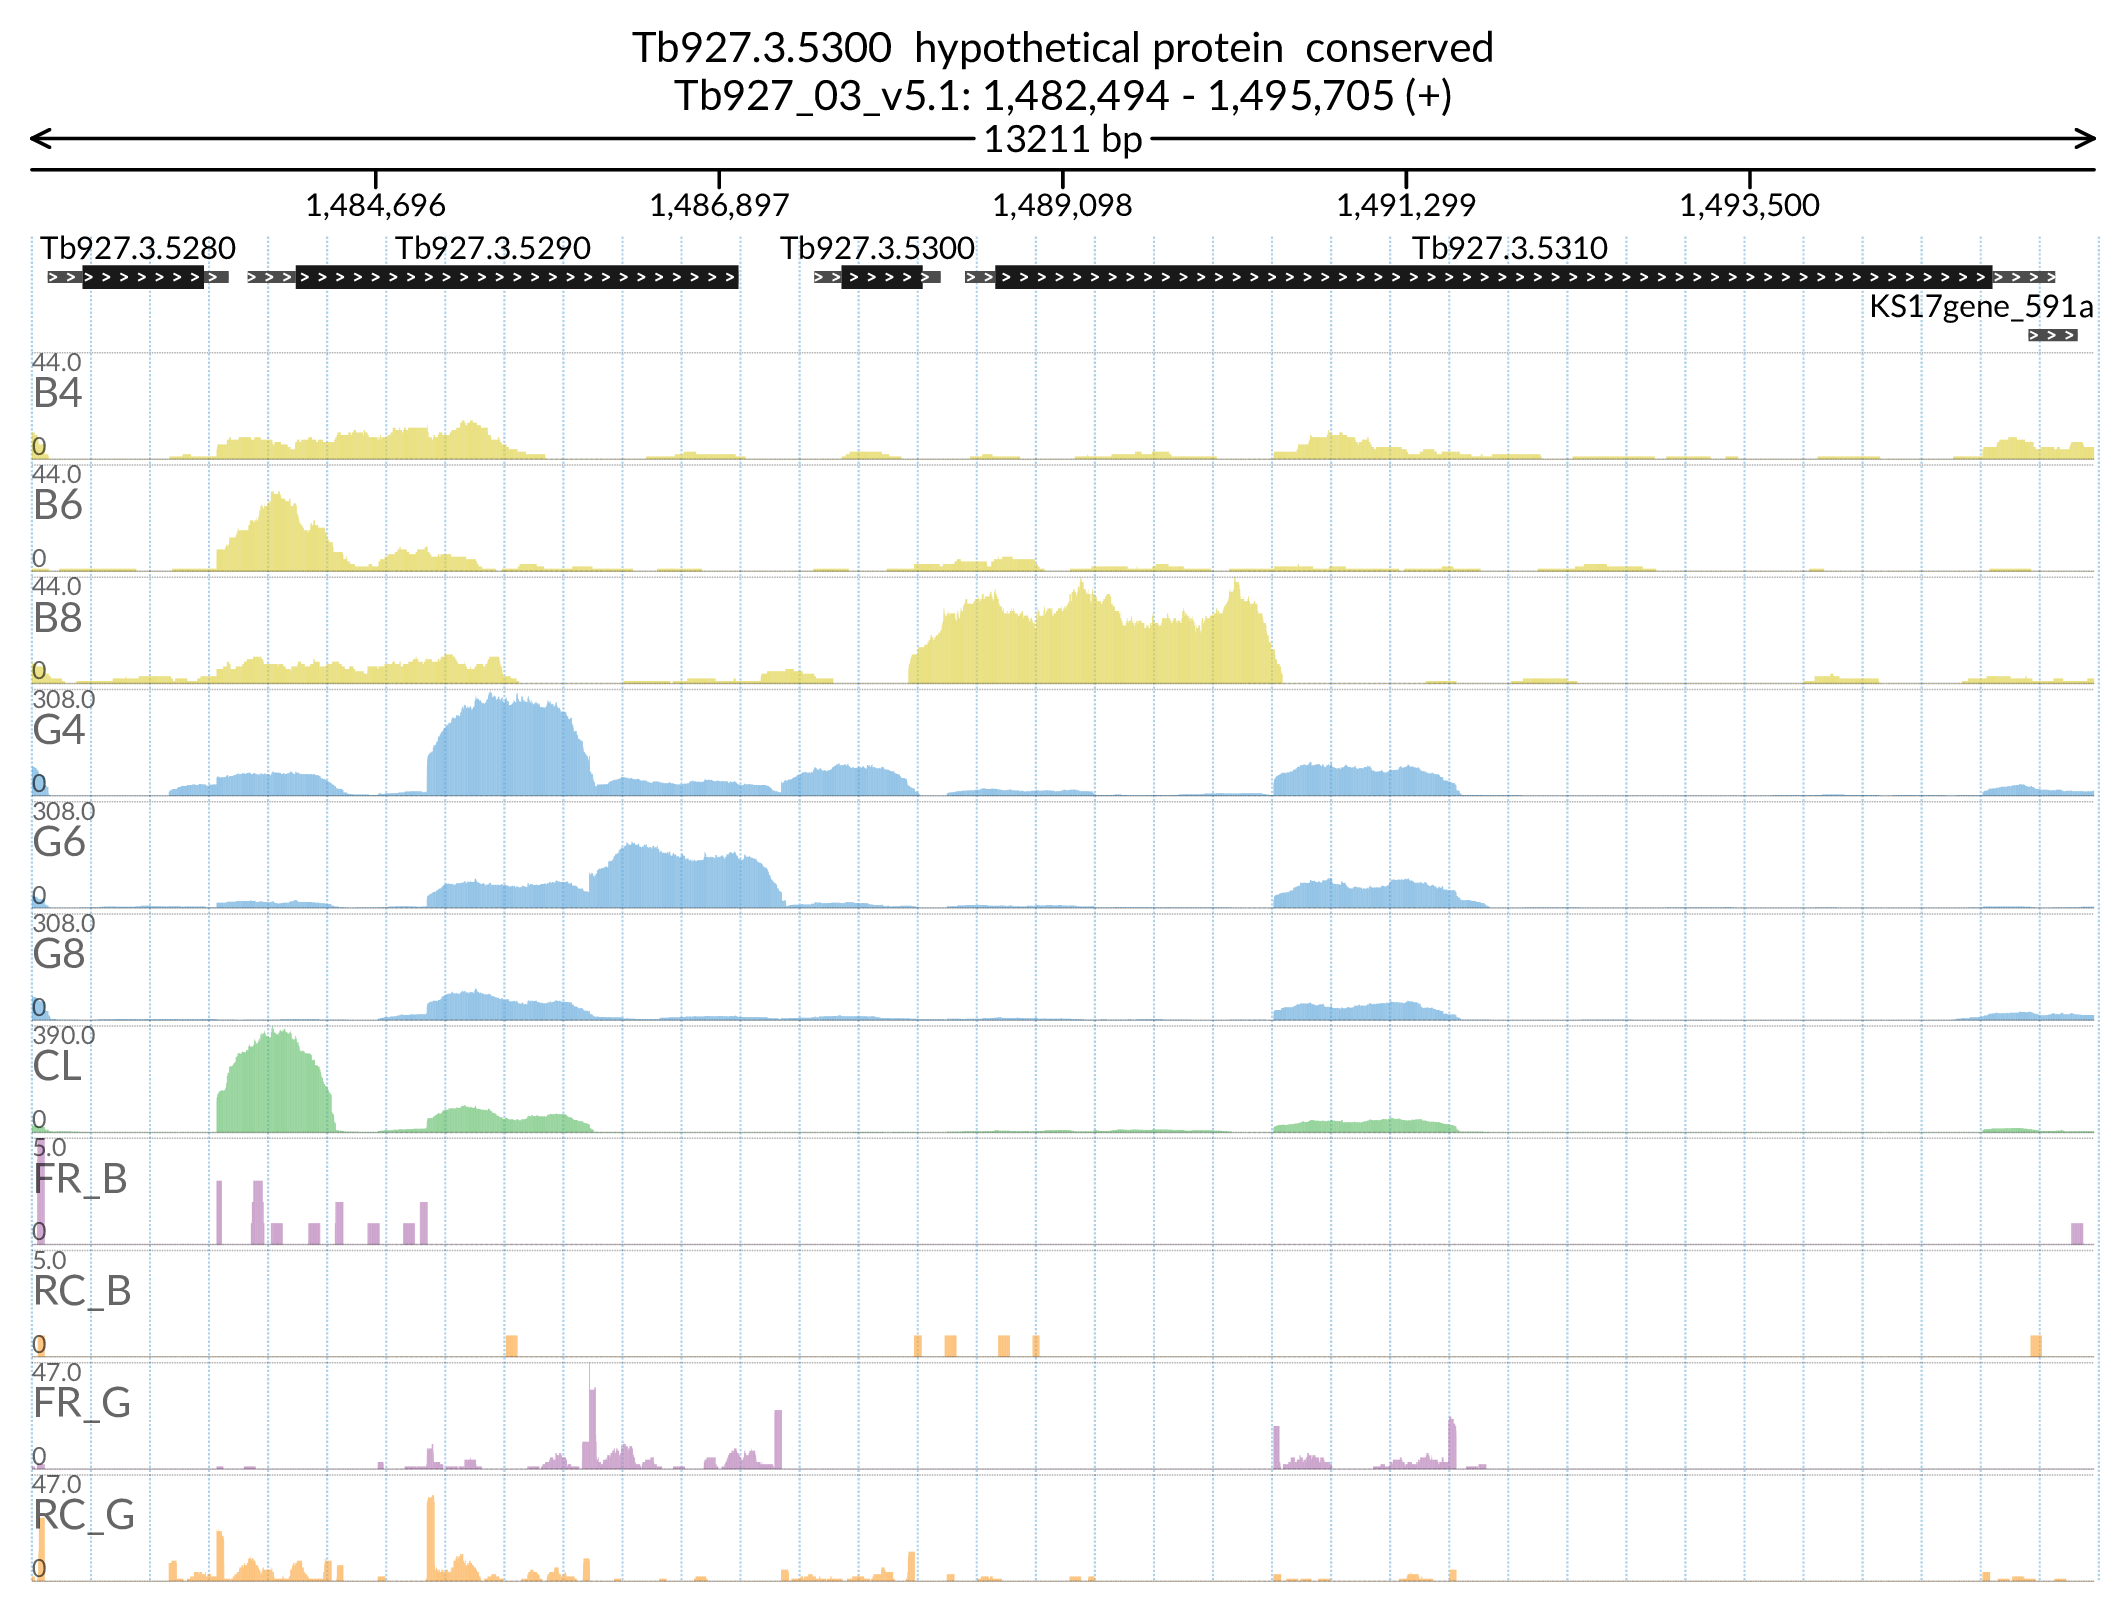 Tb927.3.5300  hypothetical protein  conserved
Tb927_03_v5.1: 1,482,494 - 1,495,705 (+)
13211 bp
1,484,696 1,486,897 1,489,098 1,491,299 1,493,500
Tb927.3.5280 Tb927.3.5290 Tb927.3.5300 Tb927.3.5310
KS17gene_591a
44.0
B4
0
44.0
B6
0
44.0
B8
0
308.0
G4
0
308.0
G6
0
308.0
G8
0
390.0
CL
0
5.0
FR_B
0
5.0
RC_B
0
47.0
FR_G
0
47.0
RC_G
0